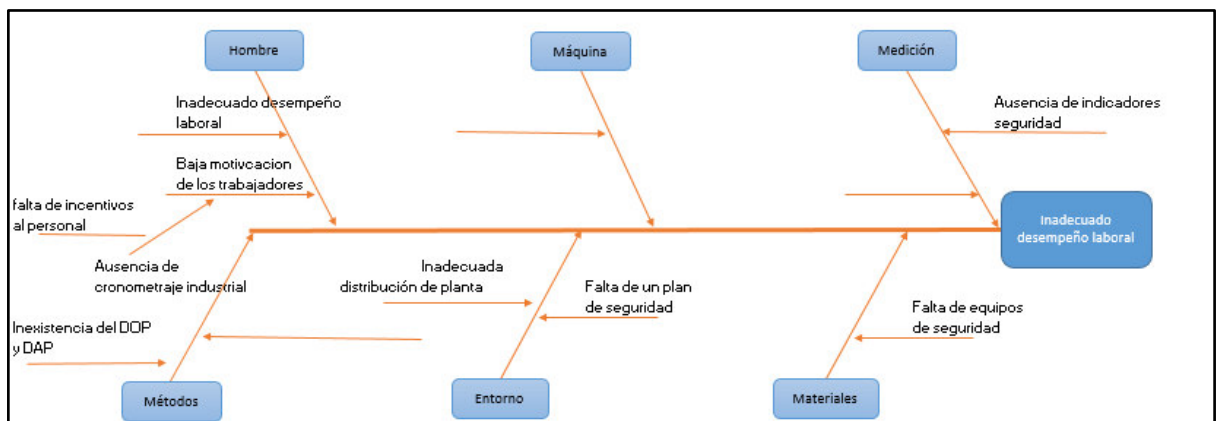 Hombre
Máquina
Medición
Inadecuado desempeño
laboral
Ausencia de indicadores
seguridad
Baja motivcacion
de los trabajadores
falta de incentivos
al personal
Inadecuado
desempeño laboral
Ausencia de
cronometraje industrial
Inadecuada
distribución de planta
Falta de un plan
de seguridad
Falta de equipos
de seguridad
Inexistencia del DOP
y DAP
Métodos
Entorno
Materiales